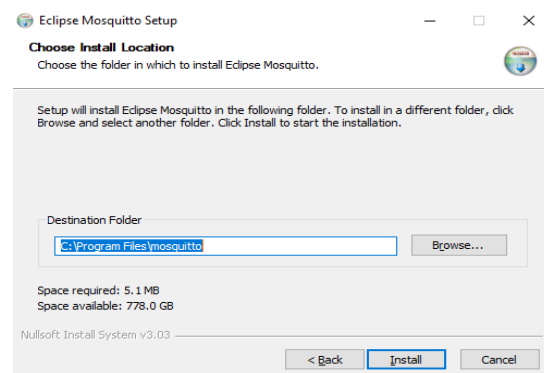 Eclipse Mosquitto Setup
Choose Install Location
Choose the folder in which to install Eclipse Mosquitto.
Setup will install Eclipse Mosquitto in the following folder. To install in a different folder, click
Browse and select another folder. Click Install to start the installation.
Destination Folder
C:\Program Files\mosquitto
Browse...
Space required: 5.1 MB
Space available: 778.0 GB
Nullsoft Install System v3.03
< Back
Install
Cancel